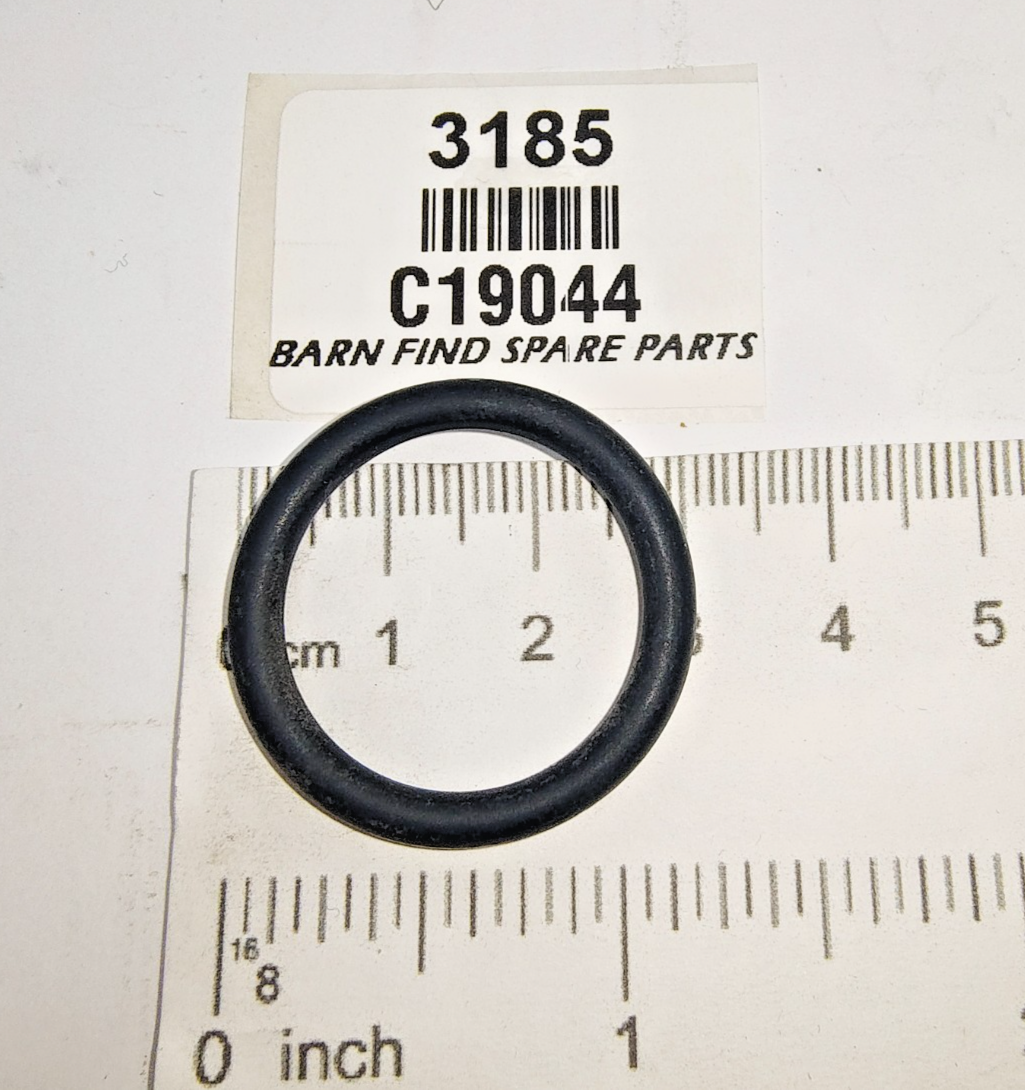 3185
C19044
BARN FIND SPARE PARTS
cm 1 2 4 5
16
8
0 inch 1